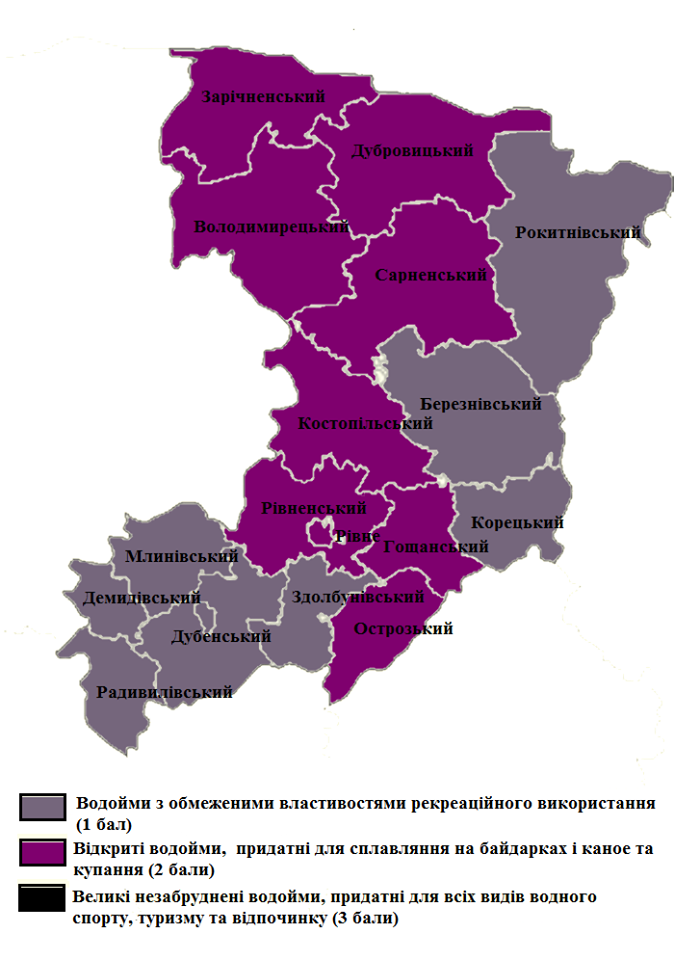 Зарічненський
Дубровицький
Володимирецький
Рокитнівський
Сарненський
Березнівський
Костопільський
Рівненський
Корецький
Рівне
Гощанський
Млинівський
Демидівський
Здолбунівський
Острозький
Дубенський
Радивилівський
Водойми з обмеженими властивостями рекреаційного використання
(1 бал)
Відкриті водойми, придатні для сплавляння на байдарках і каное та
купання (2 бали)
Великі незабруднені водойми, придатні для всіх видів водного
спорту, туризму та відпочинку (3 бали)